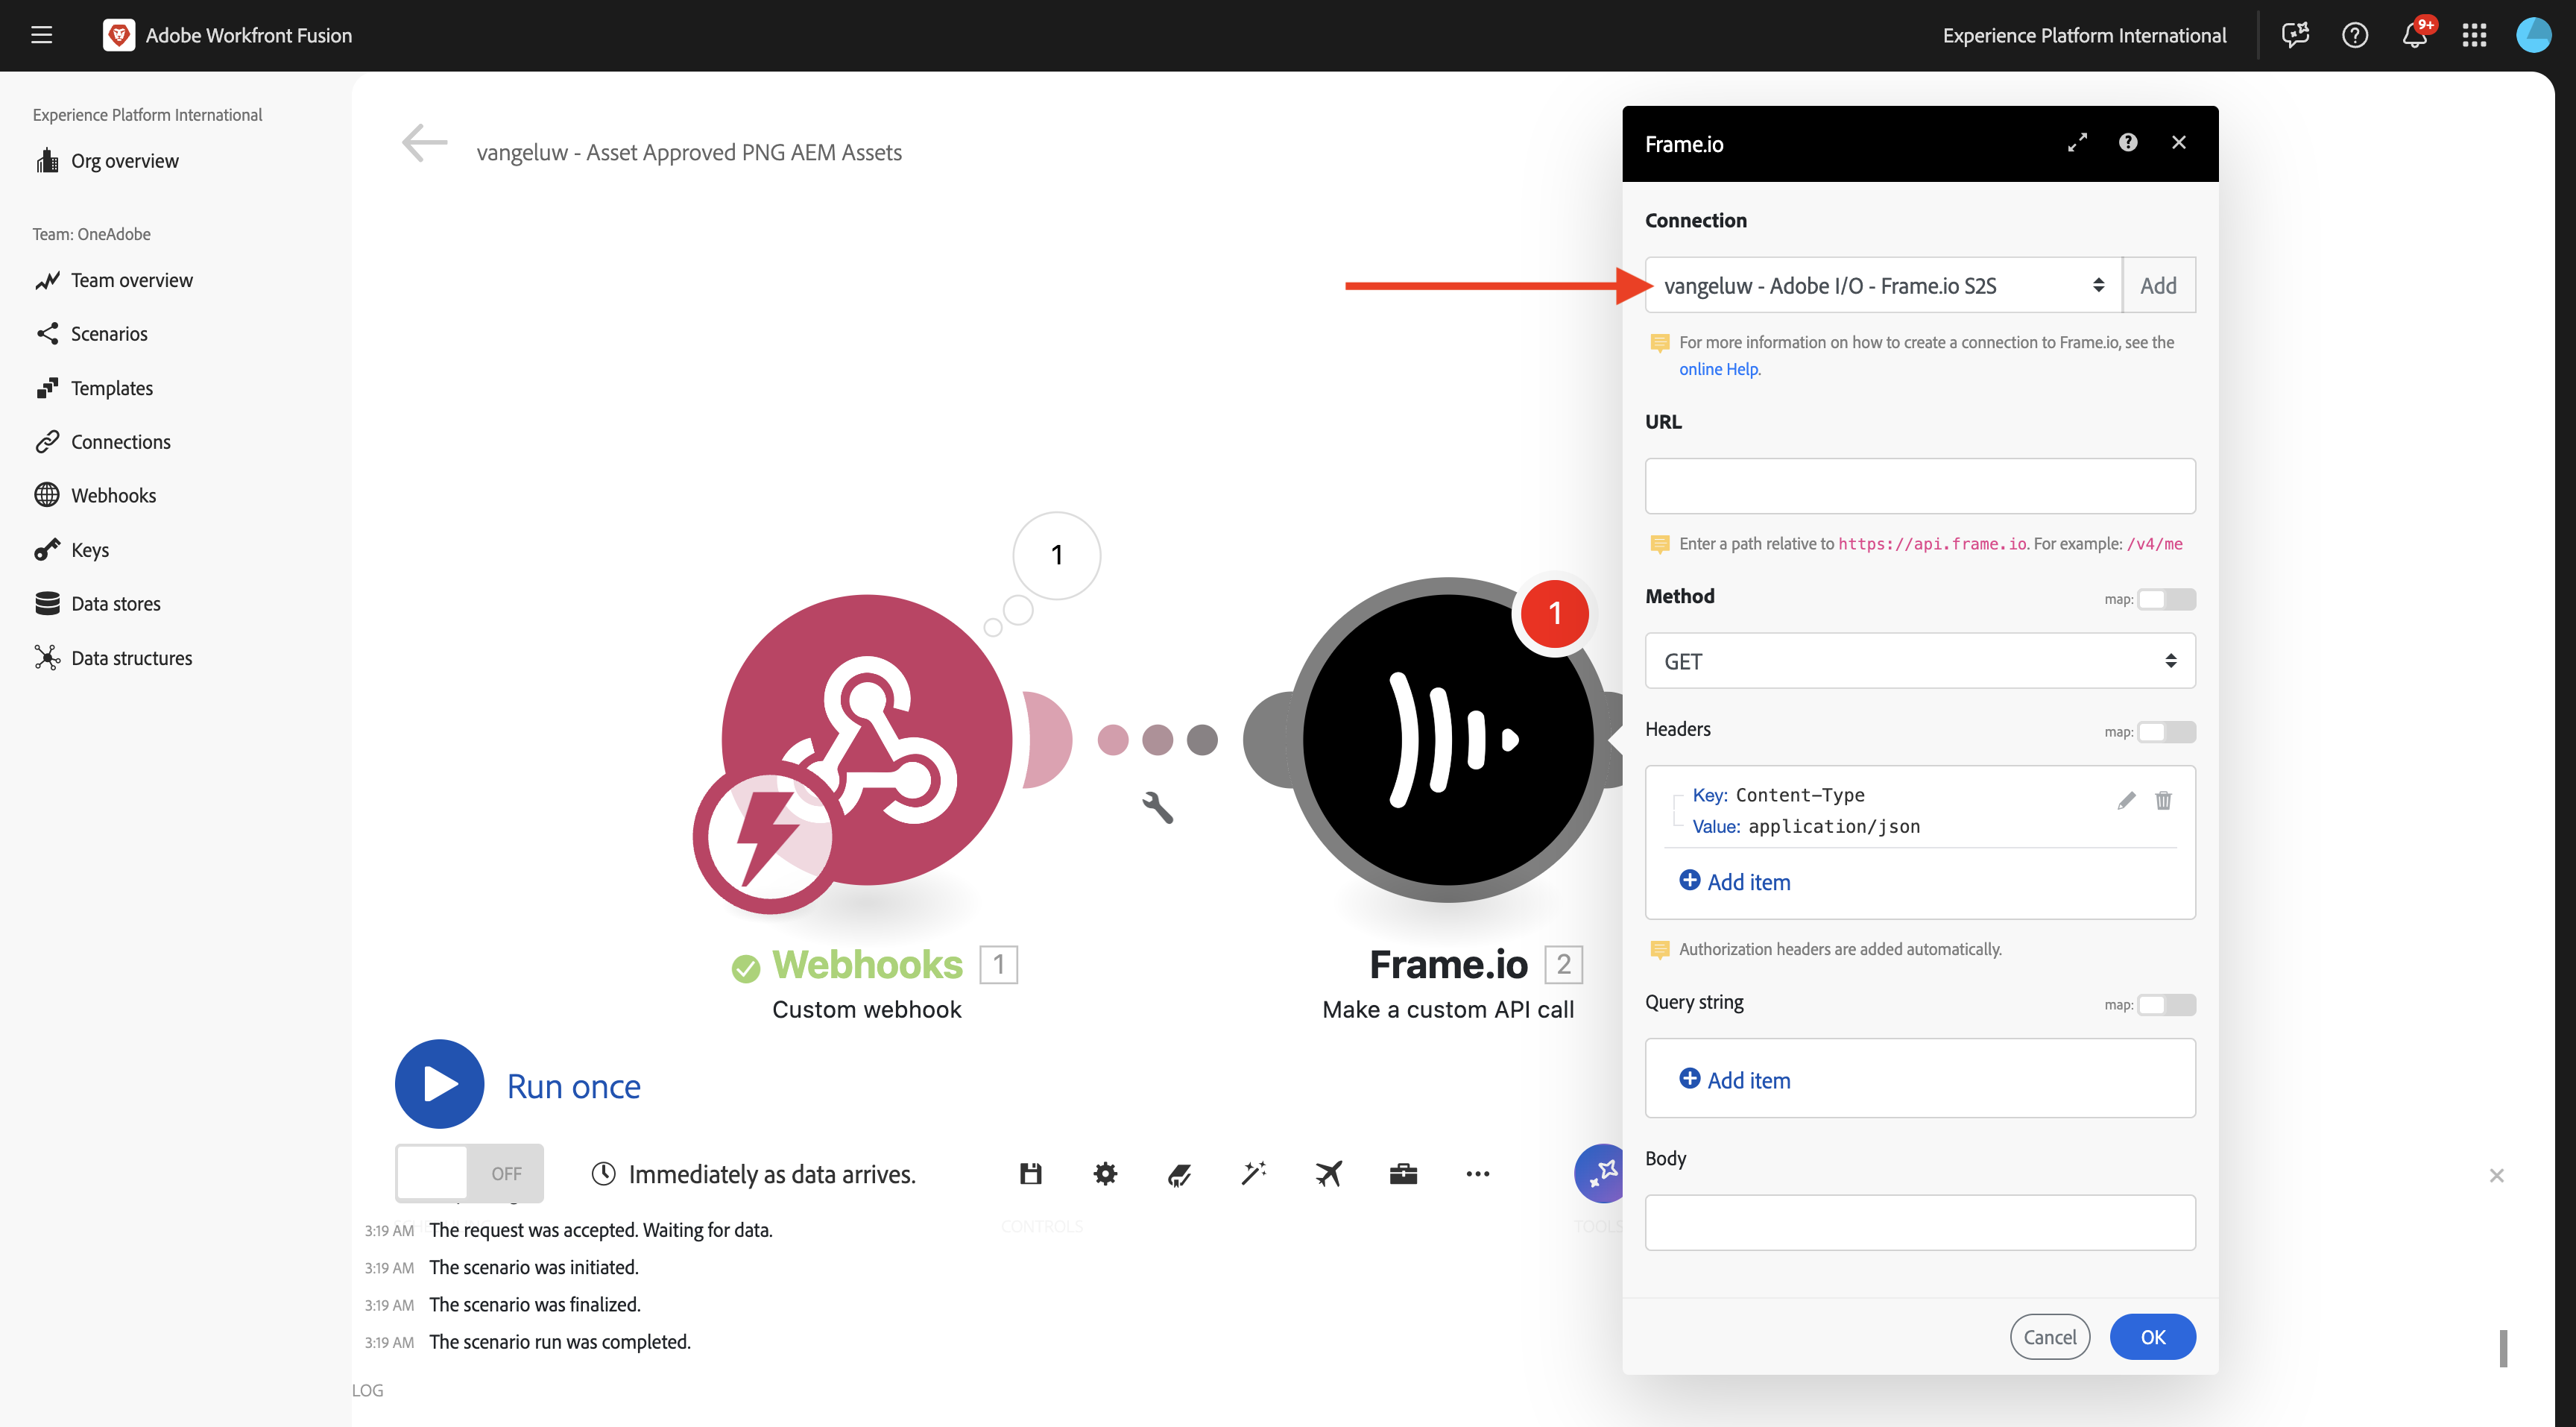 Adobe Workfront Fusion
Experience Platform International
9+
Experience Platform International
Org overview
Team: OneAdobe
Team overview
Scenarios
Templates
Connections
Webhooks
Keys
Data stores
Data structures
vangeluw - Asset Approved PNG AEM Assets
1
1
Webhooks 1
Custom webhook
Frame.io 2
Make a custom API call
Run once
OFF
Immediately as data arrives.
CONTROLS
TOOLS
3:19 AM The request was accepted. Waiting for data.
3:19 AM The scenario was initiated.
3:19 AM The scenario was finalized.
3:19 AM The scenario run was completed.
LOG
Frame.io
Connection
vangeluw - Adobe I/O - Frame.io S2S
Add
For more information on how to create a connection to Frame.io, see the
online Help.
URL
Enter a path relative to https://api.frame.io. For example: /v4/me
Method
map:
GET
Headers
map:
Key: Content-Type
Value: application/json
Add item
Authorization headers are added automatically.
Query string
map:
Add item
Body
Cancel
OK